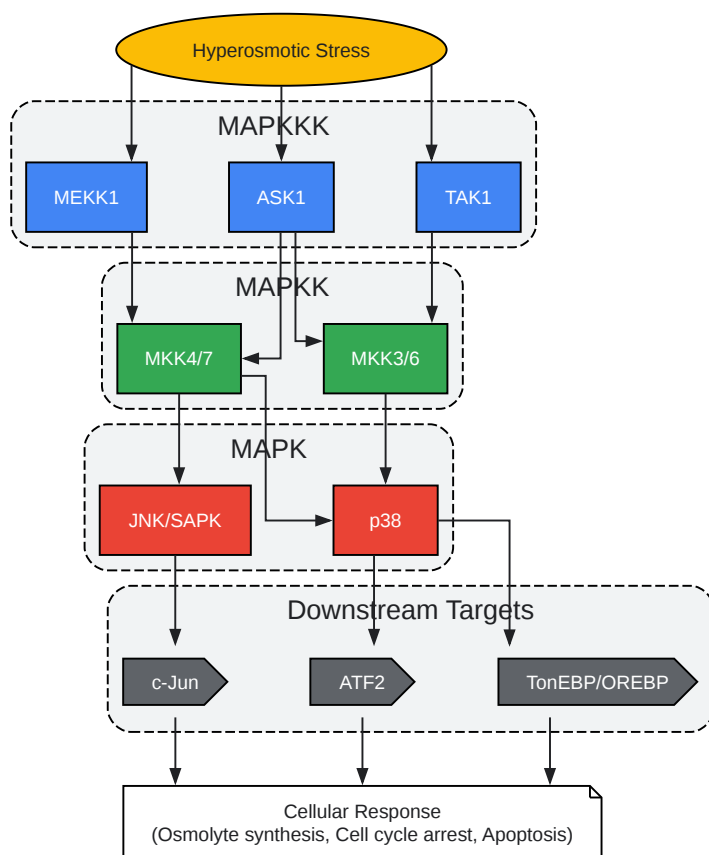 Hyperosmotic Stress
MAPKKK
MEKK1
ASK1
TAK1
MAPKK
MKK4/7
MKK3/6
MAPK
JNK/SAPK
p38
Downstream Targets
c-Jun
ATF2
TonEBP/OREBP
Cellular Response
(Osmolyte synthesis, Cell cycle arrest, Apoptosis)